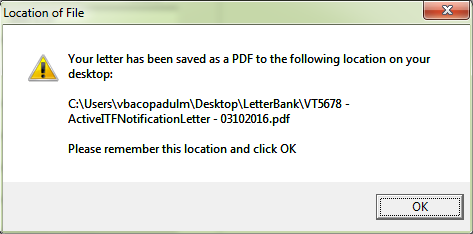 Location of File
Your letter has been saved as a PDF to the following location on your
desktop:
C:\Users\vbacopadulm\Desktop\LetterBank\VT5678 -
ActiveITFNotificationLetter - 03102016.pdf
Please remember this location and click OK
OK